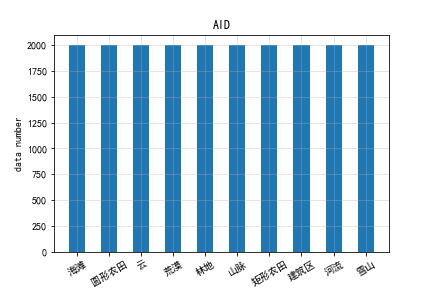 AID
data number
2000
1750
1500
1250
1000
750
500
250
0
海滩
圆形农田
云
荒漠
林地
山脉
矩形农田
建筑区
河流
雪山